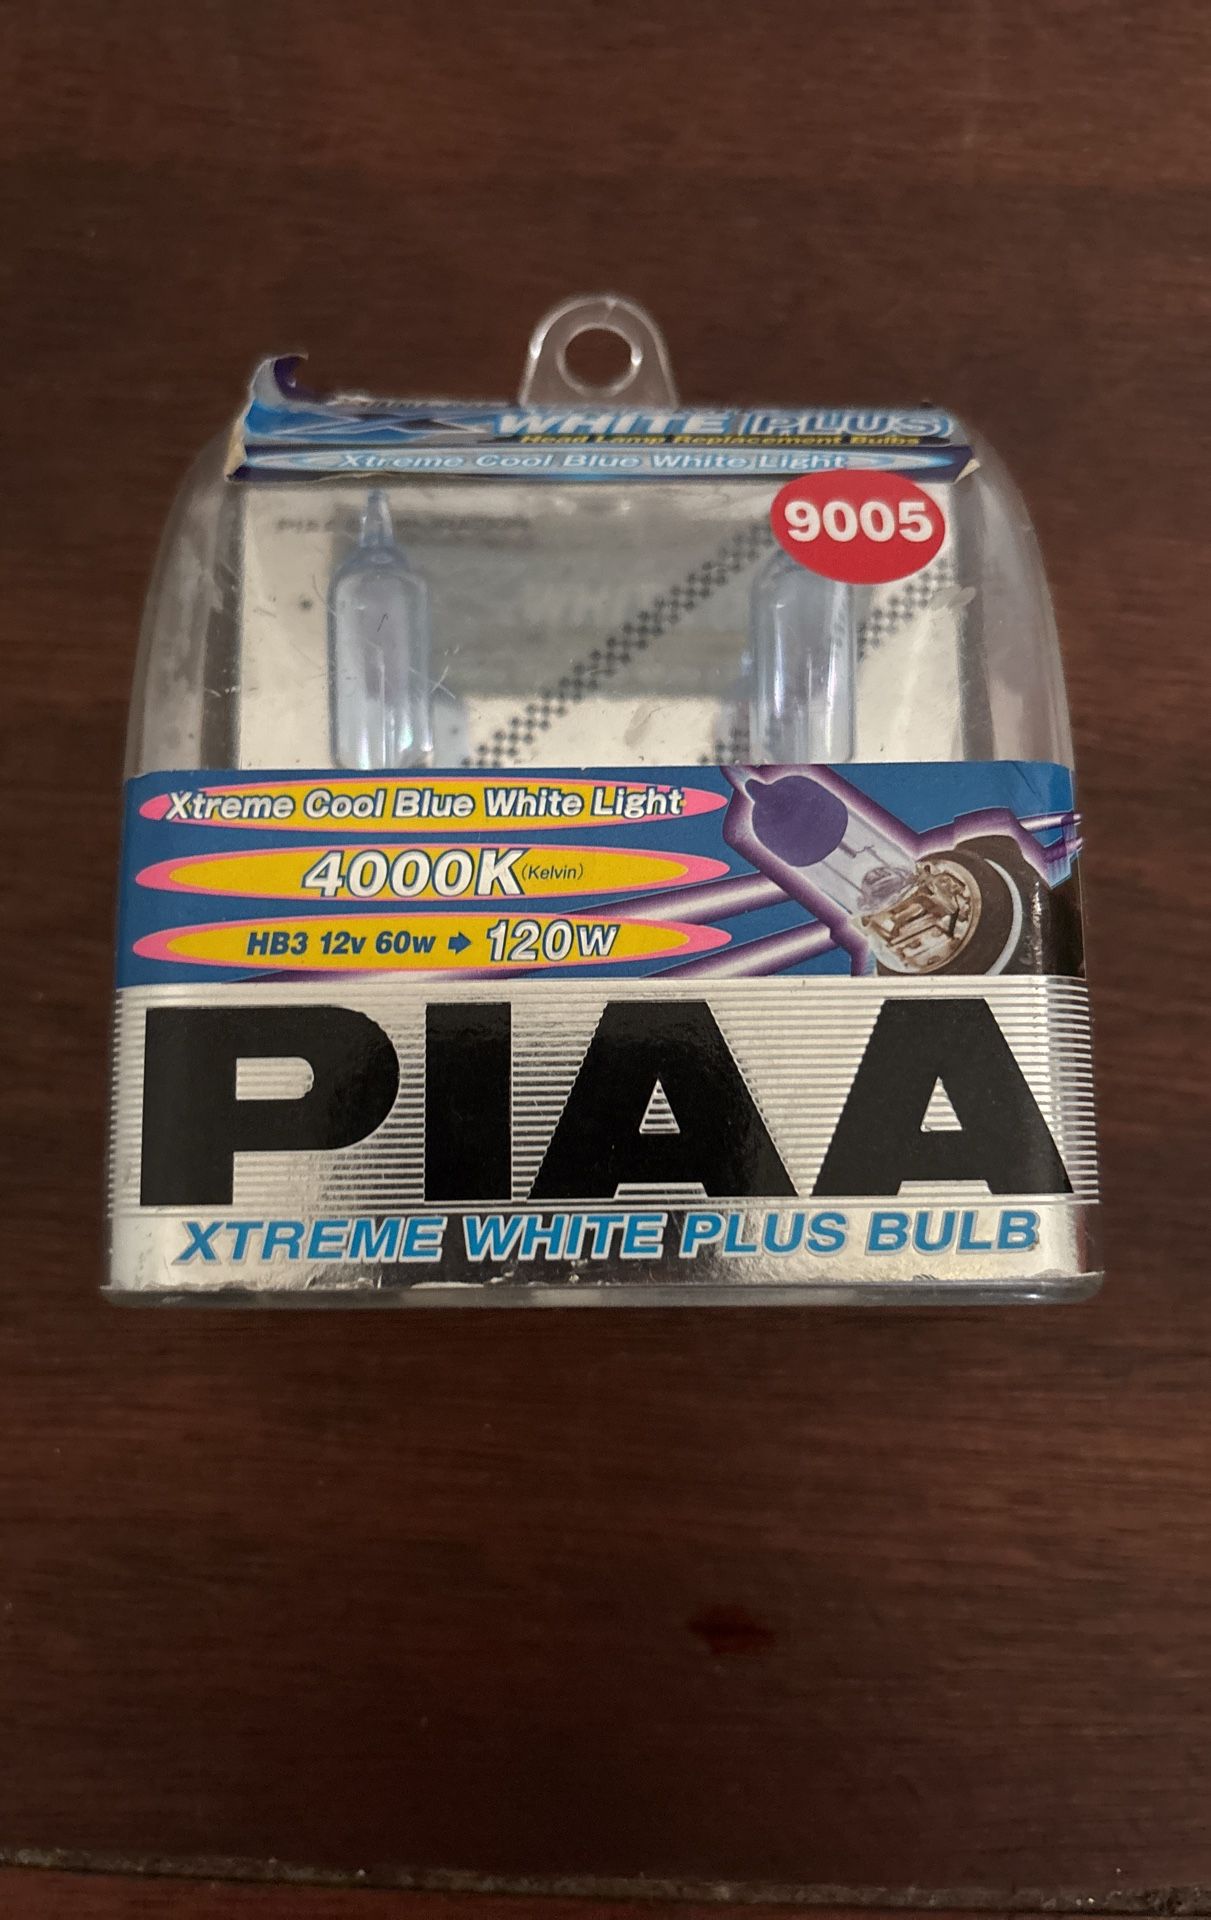 WHITE PLUS
Head Lamp Replacement Bulbs
Xtreme Cool Blue White Light
9005
Xtreme Cool Blue White Light
4000K (Kelvin)
HB3 12v 60w ➡ 120W
PIAA
XTREME WHITE PLUS BULB